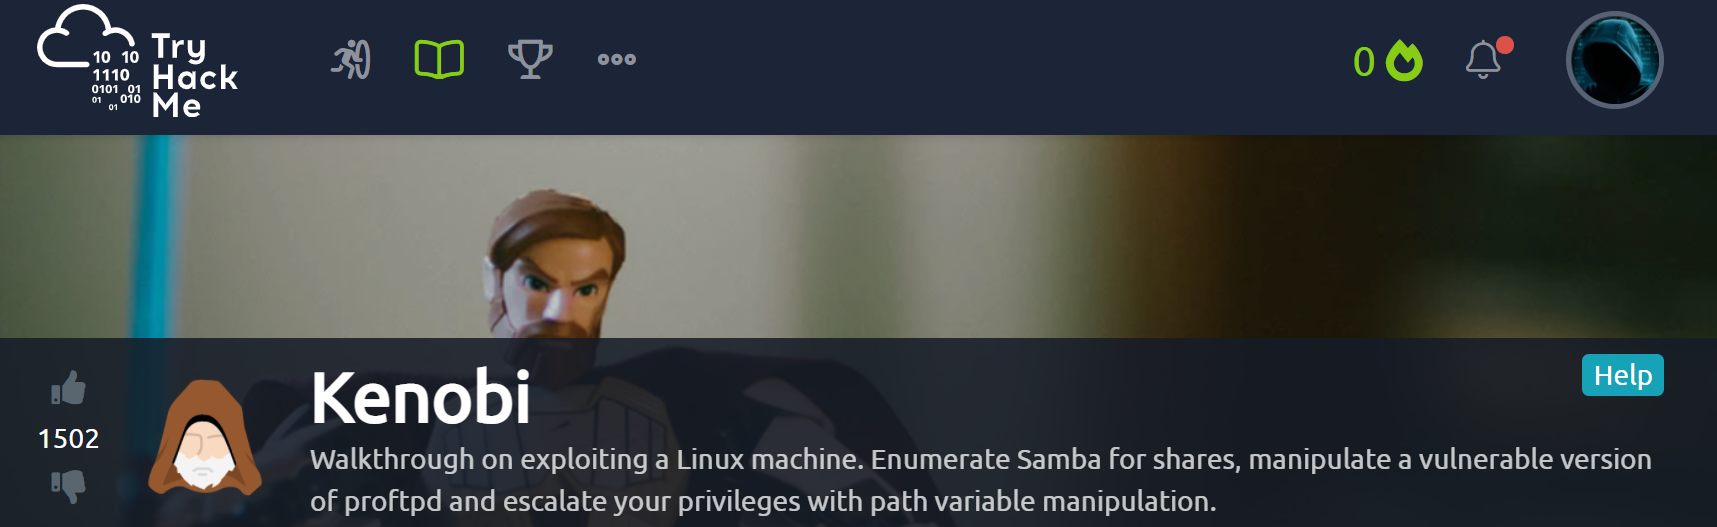 10 10
1110
0101 01
01 010
01
Try
Hack
Me
0
Help
1502
Kenobi
Walkthrough on exploiting a Linux machine. Enumerate Samba for shares, manipulate a vulnerable version
of proftpd and escalate your privileges with path variable manipulation.